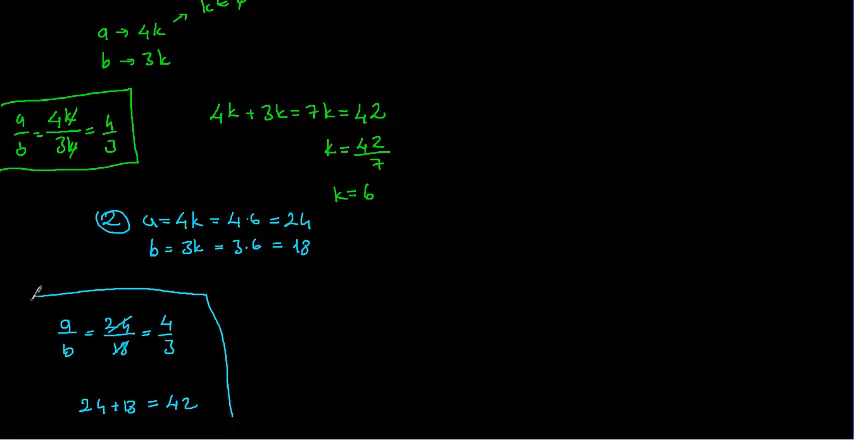 a → 4k
b → 3k
a/b = 4k/3k = 4/3
4k + 3k = 7k = 42
k = 42/7
k = 6
② a = 4k = 4·6 = 24
b = 3k = 3·6 = 18
a/b = 24/18 = 4/3
24 + 18 = 42